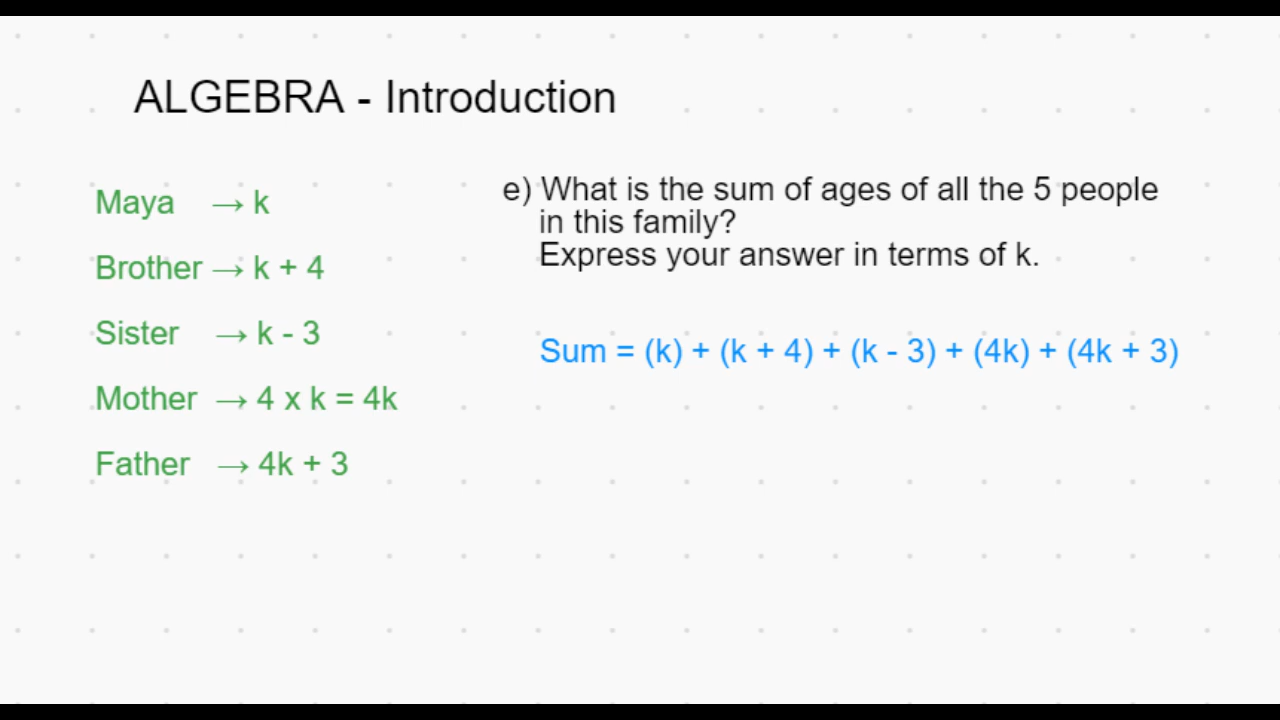 ALGEBRA - Introduction
Maya → k
Brother → k + 4
Sister → k - 3
Mother → 4 x k = 4k
Father → 4k + 3
e) What is the sum of ages of all the 5 people
in this family?
Express your answer in terms of k.
Sum = (k) + (k + 4) + (k - 3) + (4k) + (4k + 3)